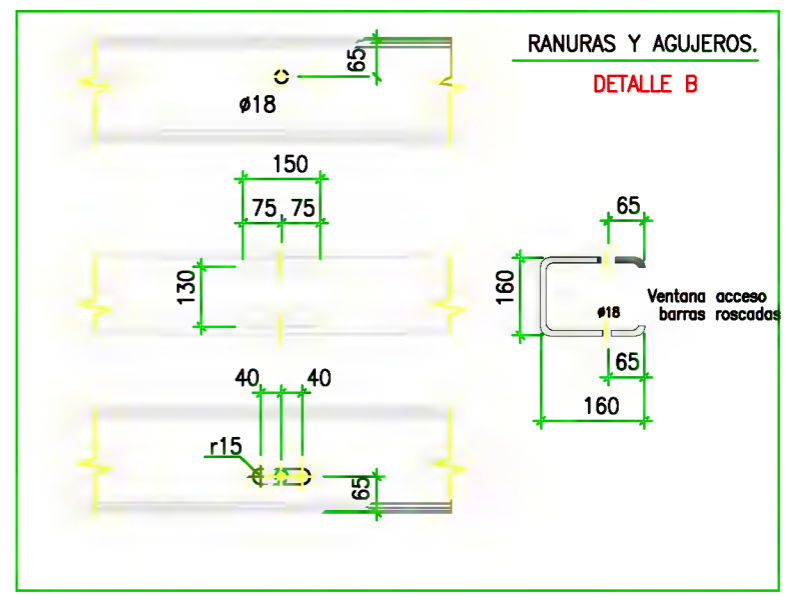 RANURAS Y AGUJEROS.
DETALLE B
65
ø18
150
75 75
130
65
160
Ventana acceso
barras roscadas
ø18
65
160
40 40
r15
65